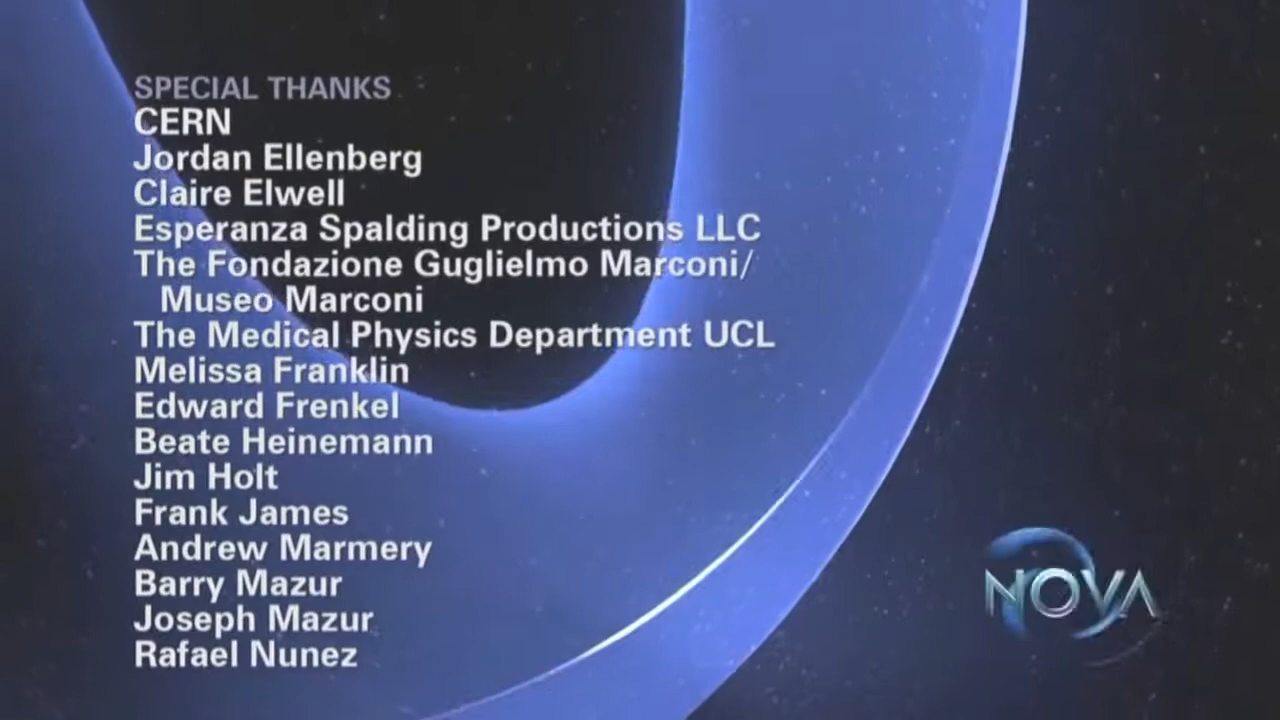 SPECIAL THANKS
CERN
Jordan Ellenberg
Claire Elwell
Esperanza Spalding Productions LLC
The Fondazione Guglielmo Marconi/
Museo Marconi
The Medical Physics Department UCL
Melissa Franklin
Edward Frenkel
Beate Heinemann
Jim Holt
Frank James
Andrew Marmery
Barry Mazur
Joseph Mazur
Rafael Nunez
NOVA